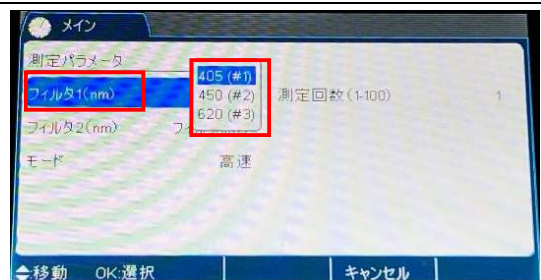 メイン
測定パラメータ
フィルタ1(nm)
405 (#1)
450 (#2)
620 (#3)
測定回数(1-100) 1
フィルタ2(nm)
モード 高速
移動 OK:選択 キャンセル